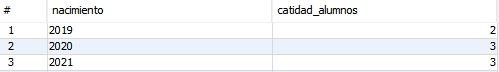 # nacimiento catidad_alumnos
1 2019 2
2 2020 3
3 2021 3